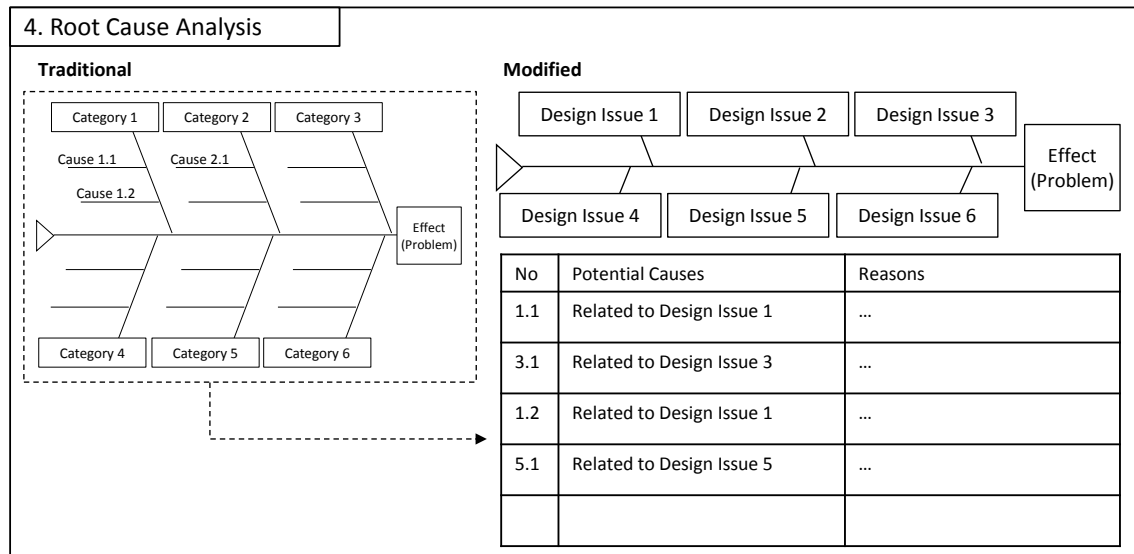 4. Root Cause Analysis
Traditional
Category 1
Category 2
Category 3
Cause 1.1
Cause 2.1
Cause 1.2
Effect
(Problem)
Category 4
Category 5
Category 6
Modified
Design Issue 1
Design Issue 2
Design Issue 3
Effect
(Problem)
Design Issue 4
Design Issue 5
Design Issue 6
No Potential Causes Reasons
1.1 Related to Design Issue 1 ...
3.1 Related to Design Issue 3 ...
1.2 Related to Design Issue 1 ...
5.1 Related to Design Issue 5 ...